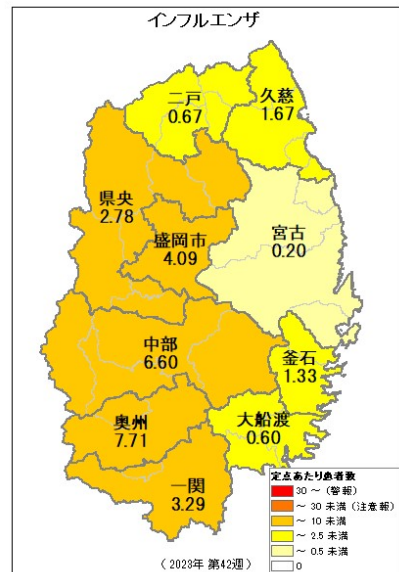 インフルエンザ
二戸
0.67
久慈
1.67
県央
2.78
盛岡市
4.09
宮古
0.20
中部
6.60
釜石
1.33
奥州
7.71
大船渡
0.60
一関
3.29
定点あたり患者数
30 ～ (警報)
～ 30 未満 (注意報)
～ 10 未満
～ 2.5 未満
～ 0.5 未満
0
( 2023年 第42週 )